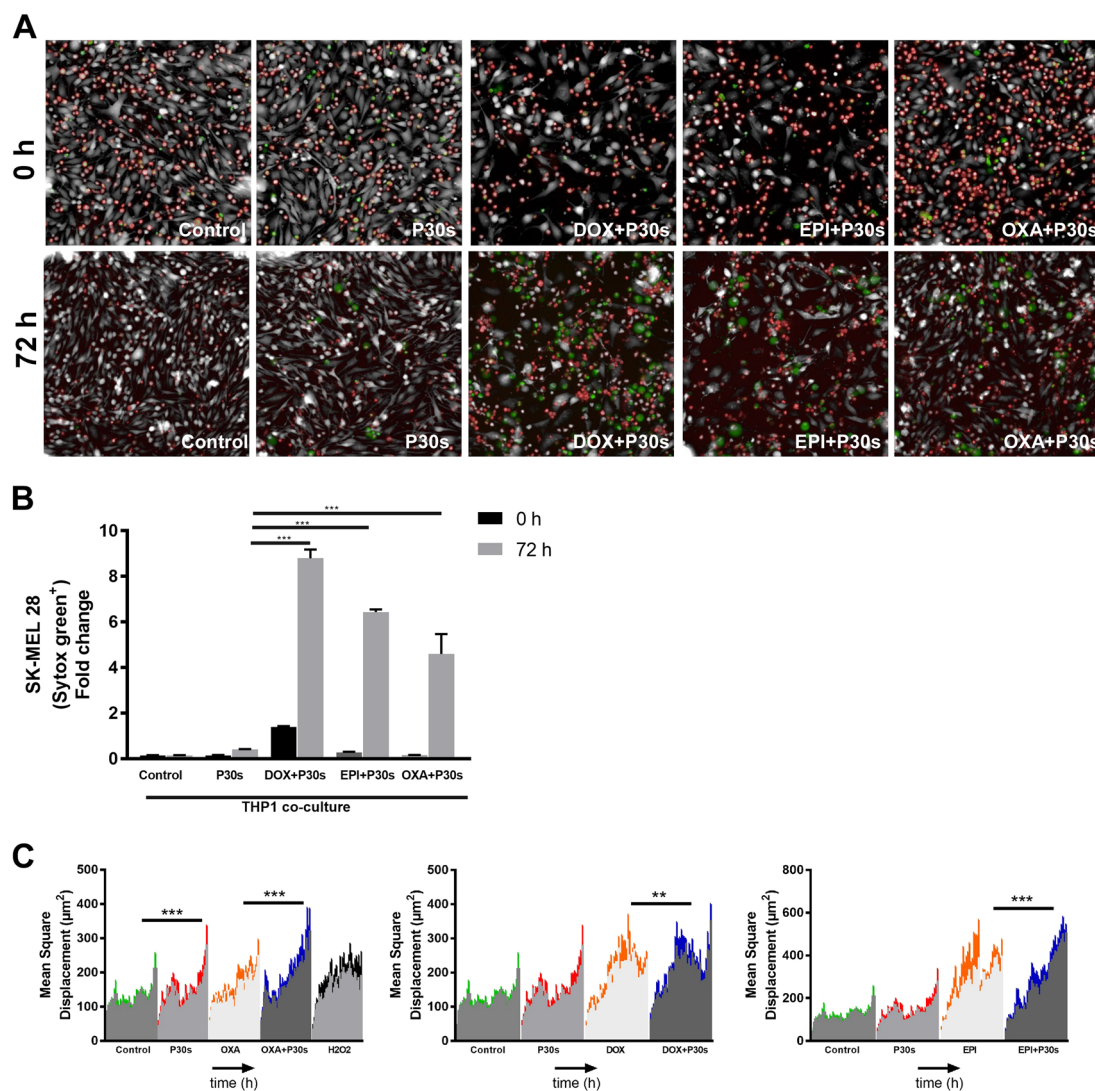 A
0 h
Control
P30s
DOX+P30s
EPI+P30s
OXA+P30s
72 h
Control
P30s
DOX+P30s
EPI+P30s
OXA+P30s
B
SK-MEL 28
(Sytox green+)
Fold change
10
8
6
4
2
0
***
***
***
0 h
72 h
Control
P30s
DOX+P30s
EPI+P30s
OXA+P30s
THP1 co-culture
C
Mean Square
Displacement (µm²)
500
400
300
200
100
0
***
***
Control
P30s
OXA
OXA+P30s
H2O2
time (h)
Mean Square
Displacement (µm²)
500
400
300
200
100
0
**
Control
P30s
DOX
DOX+P30s
time (h)
Mean Square
Displacement (µm²)
800
600
400
200
0
***
Control
P30s
EPI
EPI+P30s
time (h)